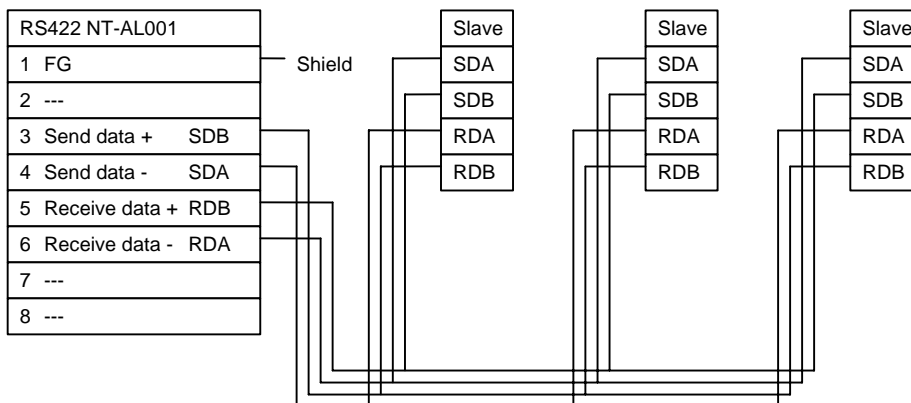 RS422 NT-AL001
1 FG
Shield
2 ---
3 Send data + SDB
4 Send data - SDA
5 Receive data + RDB
6 Receive data - RDA
7 ---
8 ---
Slave
SDA
SDB
RDA
RDB
Slave
SDA
SDB
RDA
RDB
Slave
SDA
SDB
RDA
RDB